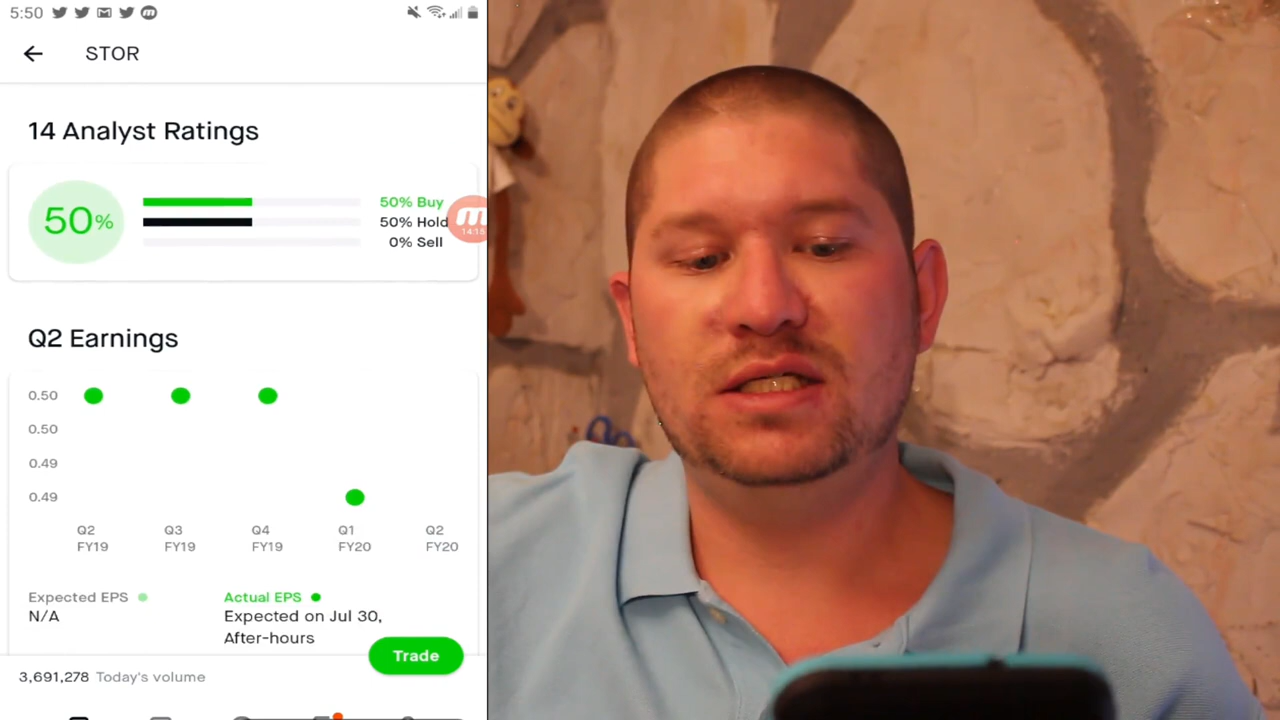 5:50
STOR
14 Analyst Ratings
50%
50% Buy
50% Hold
0% Sell
14:15
Q2 Earnings
0.50
0.50
0.49
0.49
Q2 FY19
Q3 FY19
Q4 FY19
Q1 FY20
Q2 FY20
Expected EPS
N/A
Actual EPS
Expected on Jul 30,
After-hours
Trade
3,691,278 Today's volume